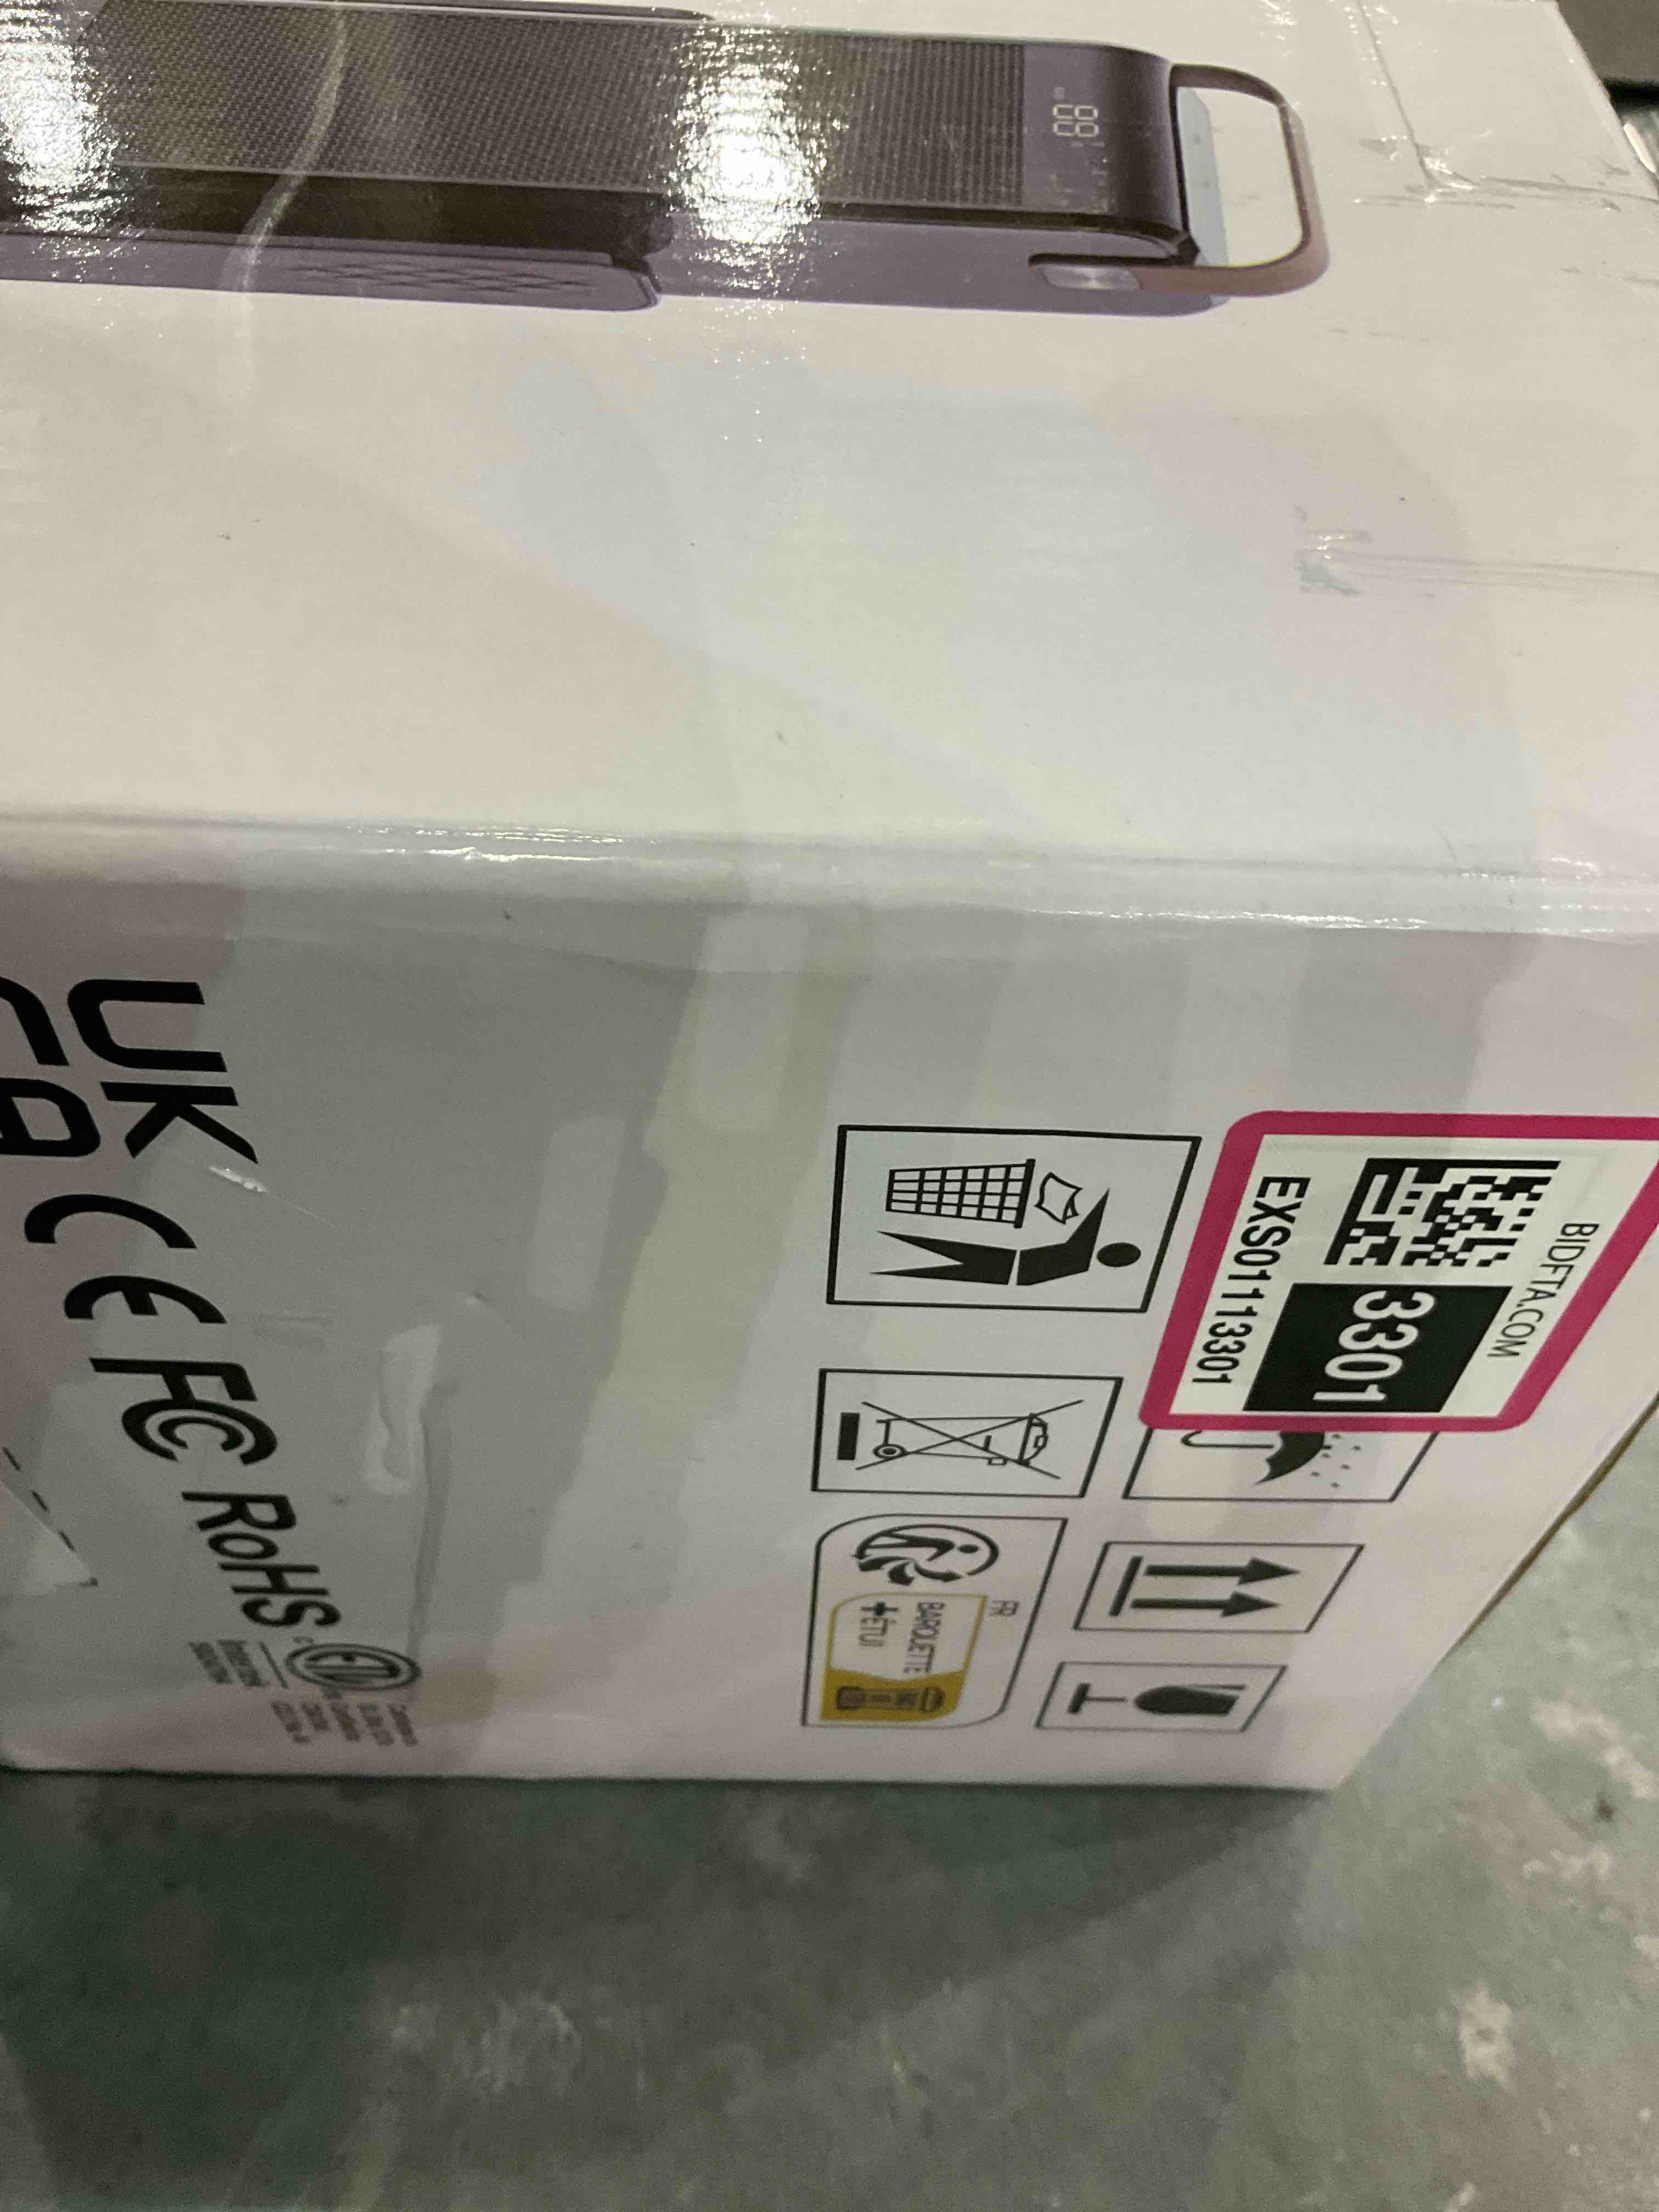 88
BIDFTA.COM
3301
EXS01113301
UK
CA
CE
FC
RoHS
FR
BARQUETTE
+ÉTUI